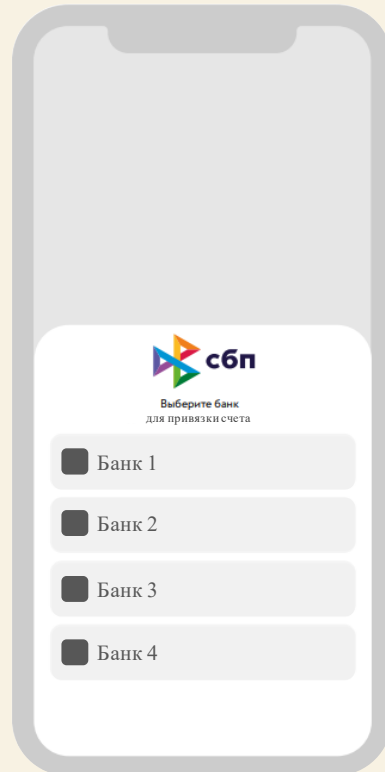 сбп
Выберите банк
для привязки счета
Банк 1
Банк 2
Банк 3
Банк 4